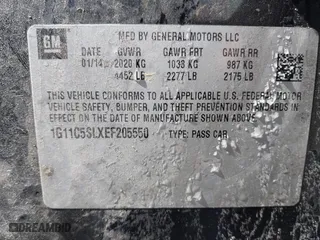 GM
MFD BY GENERAL MOTORS LLC
DATE GVWR GAWR FRT GAWR RR
01/14 2020 KG 1033 KG 987 KG
4452 LB 2277 LB 2175 LB
THIS VEHICLE CONFORMS TO ALL APPLICABLE U.S. FEDERAL MOTOR
VEHICLE SAFETY, BUMPER, AND THEFT PREVENTION STANDARDS
IN EFFECT ON THE DATE OF MANUFACTURE SHOWN ABOVE.
1G11C5SLXEF205550 TYPE: PASS CAR
DREAMBID